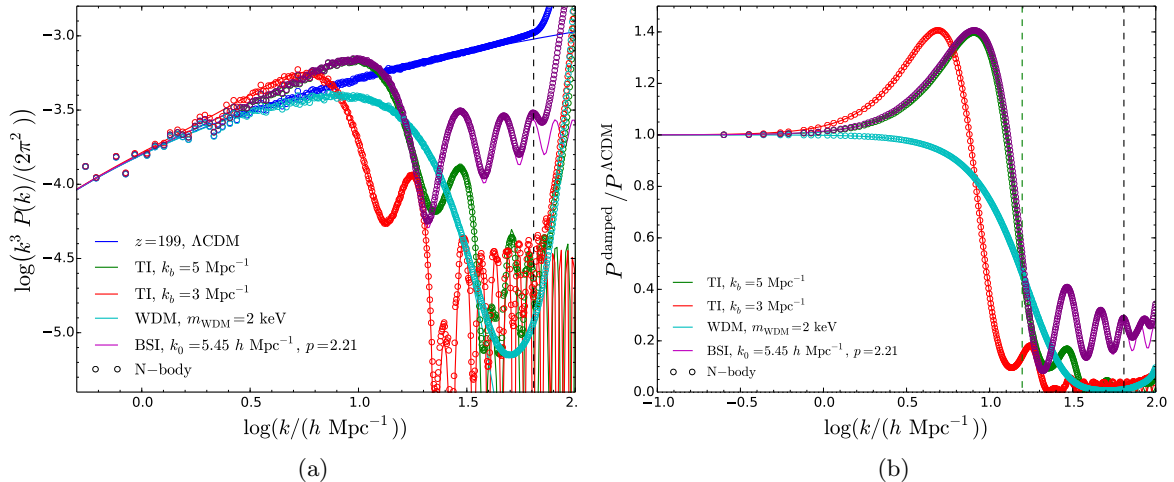 log(k³ P(k)/(2π² ))
−3.0
−3.5
−4.0
−4.5
−5.0
z=199, ΛCDM
TI, k_b=5 Mpc⁻¹
TI, k_b=3 Mpc⁻¹
WDM, m_WDM=2 keV
BSI, k₀=5.45 h Mpc⁻¹, p=2.21
N−body
0.0 0.5 1.0 1.5 2.
log(k/(h Mpc⁻¹))
(a)
P^damped/P^ΛCDM
1.4
1.2
1.0
0.8
0.6
0.4
0.2
0.0
TI, k_b=5 Mpc⁻¹
TI, k_b=3 Mpc⁻¹
WDM, m_WDM=2 keV
BSI, k₀=5.45 h Mpc⁻¹, p=2.21
N−body
−1.0 −0.5 0.0 0.5 1.0 1.5 2.0
log(k/(h Mpc⁻¹))
(b)